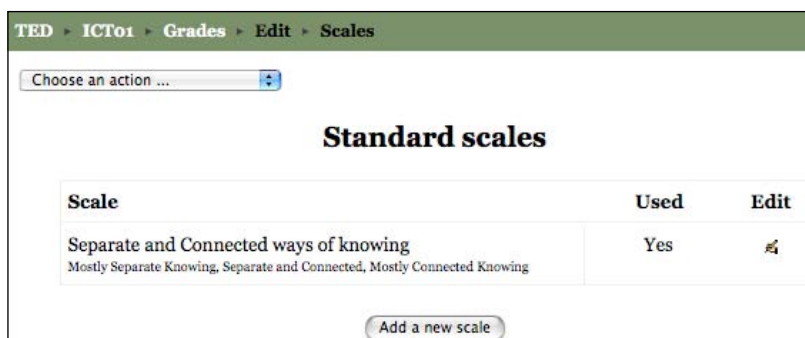 TED ▸ ICT01 ▸ Grades ▸ Edit ▸ Scales
Choose an action ...
Standard scales
Scale Used Edit
Separate and Connected ways of knowing Yes
Mostly Separate Knowing, Separate and Connected, Mostly Connected Knowing
Add a new scale